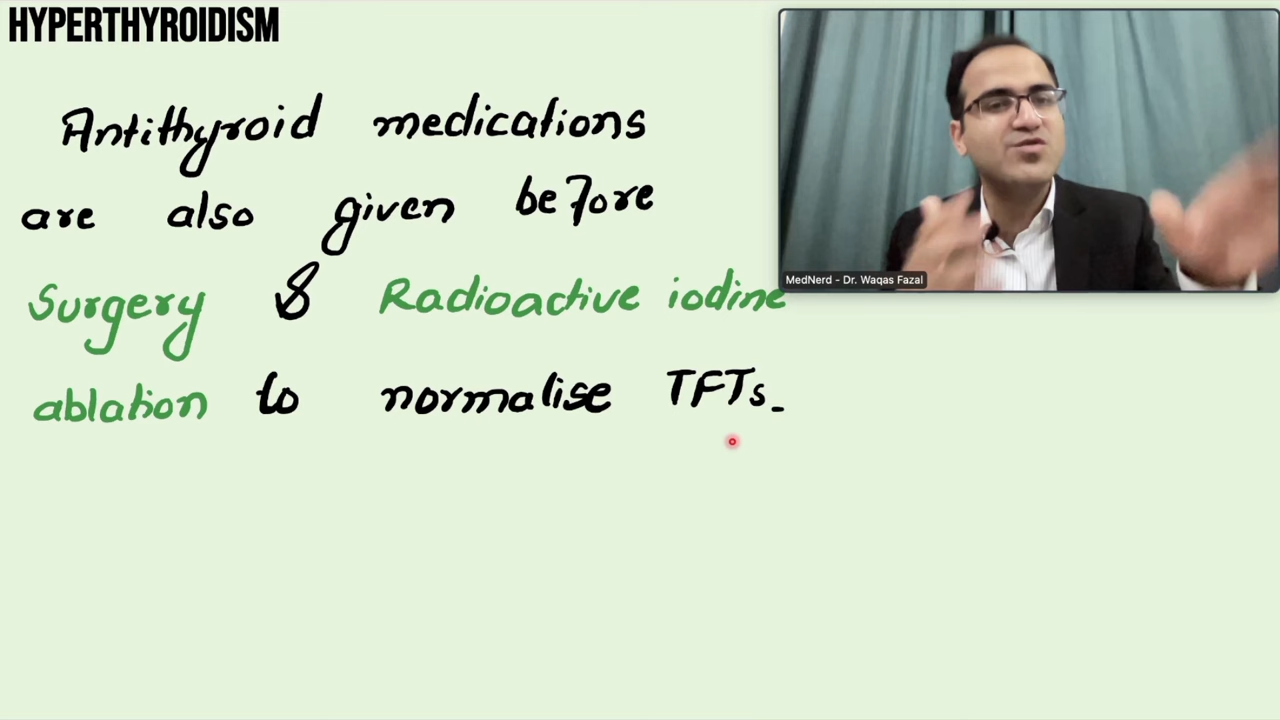 HYPERTHYROIDISM
Antithyroid medications
are also given before
Surgery & Radioactive iodine
ablation to normalise TFTs.
MedNerd - Dr. Waqas Fazal